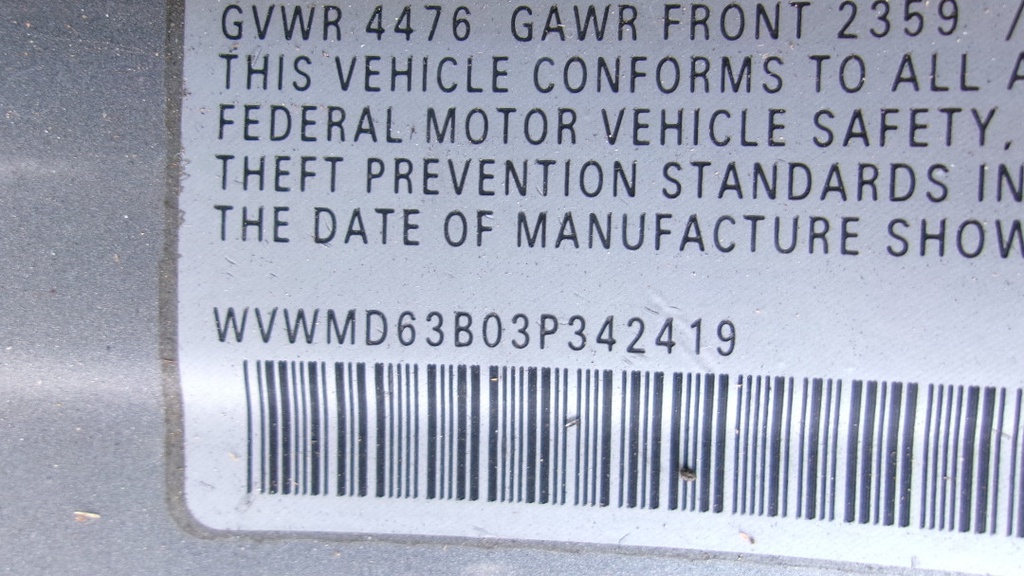 GVWR 4476 GAWR FRONT 2359 /
THIS VEHICLE CONFORMS TO ALL A
FEDERAL MOTOR VEHICLE SAFETY,
THEFT PREVENTION STANDARDS IN
THE DATE OF MANUFACTURE SHOW
WVWMD63B03P342419